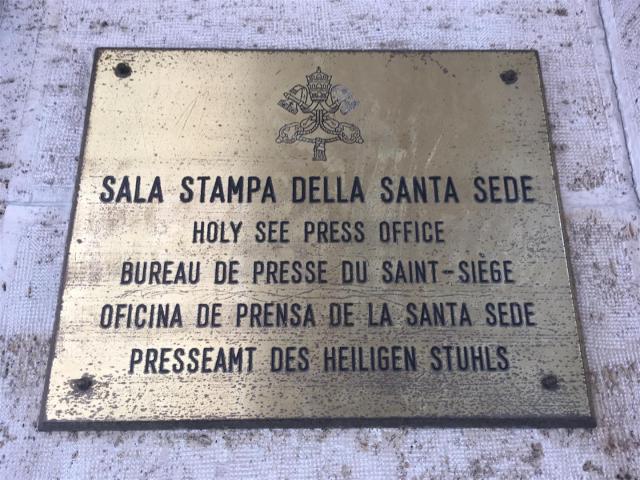 SALA STAMPA DELLA SANTA SEDE
HOLY SEE PRESS OFFICE
BUREAU DE PRESSE DU SAINT-SIÈGE
OFICINA DE PRENSA DE LA SANTA SEDE
PRESSEAMT DES HEILIGEN STUHLS